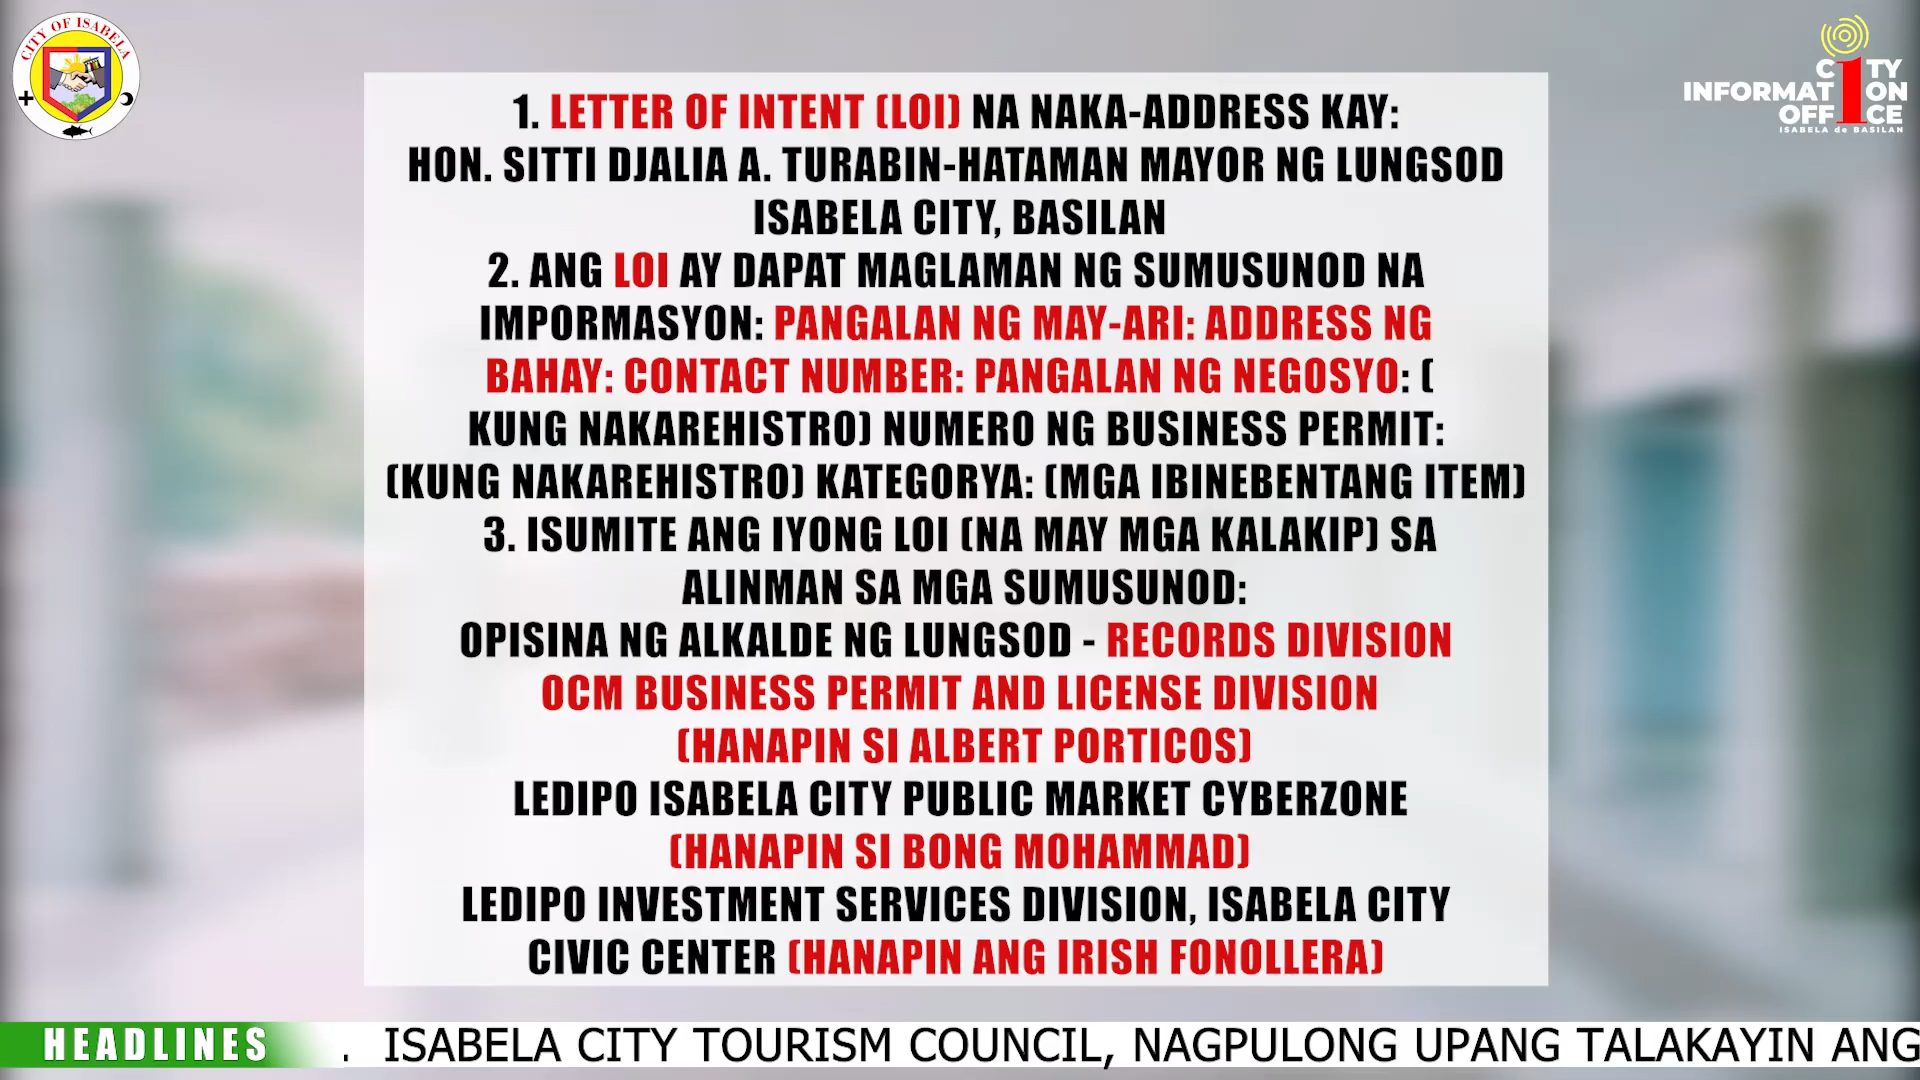 CITY OF ISABELA
CITY
INFORMATION
OFFICE
ISABELA de BASILAN
1. LETTER OF INTENT (LOI) NA NAKA-ADDRESS KAY:
HON. SITTI DJALIA A. TURABIN-HATAMAN MAYOR NG LUNGSOD
ISABELA CITY, BASILAN
2. ANG LOI AY DAPAT MAGLAMAN NG SUMUSUNOD NA
IMPORMASYON: PANGALAN NG MAY-ARI: ADDRESS NG
BAHAY: CONTACT NUMBER: PANGALAN NG NEGOSYO: (
KUNG NAKAREHISTRO) NUMERO NG BUSINESS PERMIT:
(KUNG NAKAREHISTRO) KATEGORYA: (MGA IBINEBENTANG ITEM)
3. ISUMITE ANG IYONG LOI (NA MAY MGA KALAKIP) SA
ALINMAN SA MGA SUMUSUNOD:
OPISINA NG ALKALDE NG LUNGSOD - RECORDS DIVISION
OCM BUSINESS PERMIT AND LICENSE DIVISION
(HANAPIN SI ALBERT PORTICOS)
LEDIPO ISABELA CITY PUBLIC MARKET CYBERZONE
(HANAPIN SI BONG MOHAMMAD)
LEDIPO INVESTMENT SERVICES DIVISION, ISABELA CITY
CIVIC CENTER (HANAPIN ANG IRISH FONOLLERA)
HEADLINES
. ISABELA CITY TOURISM COUNCIL, NAGPULONG UPANG TALAKAYIN ANG